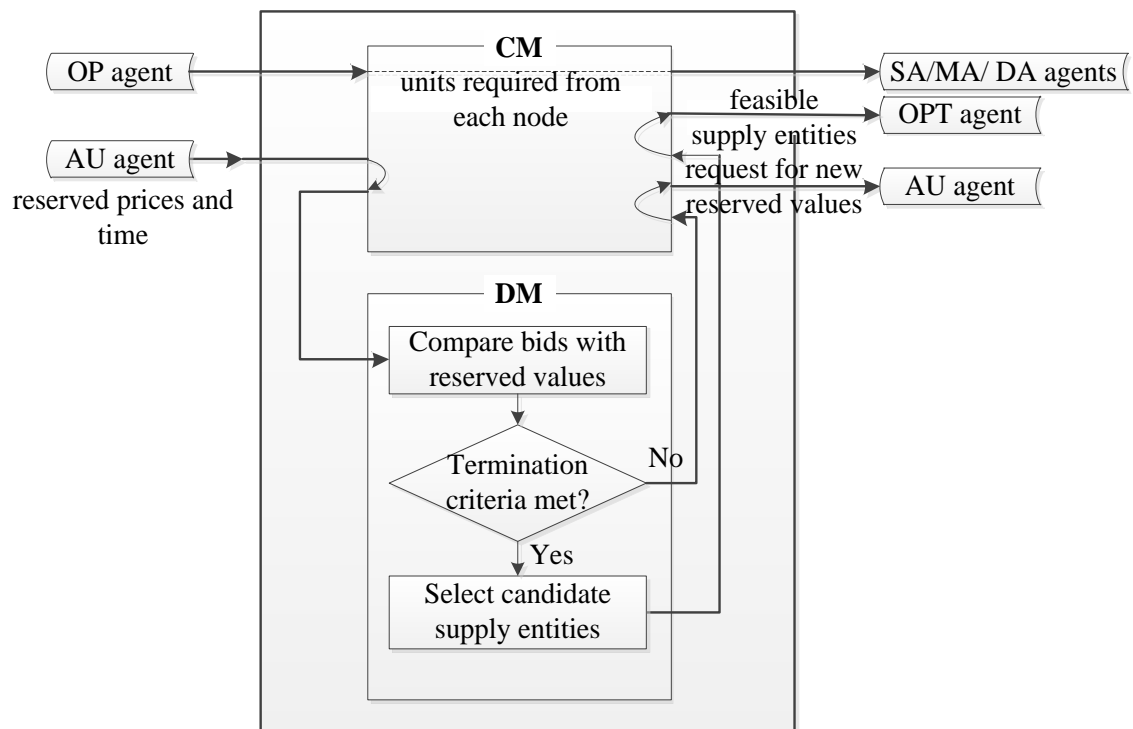 CM
OP agent
units required from
each node
SA/MA/ DA agents
feasible
supply entities
OPT agent
AU agent
reserved prices and
time
request for new
reserved values
AU agent
DM
Compare bids with
reserved values
Termination
criteria met?
No
Yes
Select candidate
supply entities